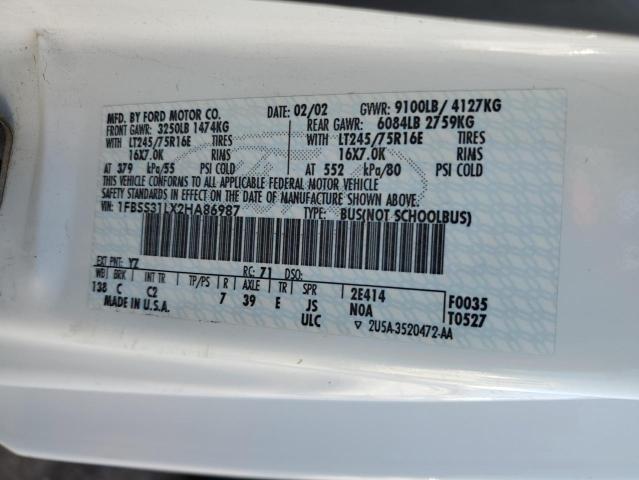 MFD. BY FORD MOTOR CO. DATE: 02/02 GVWR: 9100LB/ 4127KG
FRONT GAWR: 3250LB 1474KG REAR GAWR: 6084LB 2759KG
WITH LT245/75R16E TIRES WITH LT245/75R16E TIRES
16X7.0K RIMS 16X7.0K RIMS
AT 379 kPa/55 PSI COLD AT 552 kPa/80 PSI COLD
THIS VEHICLE CONFORMS TO ALL APPLICABLE FEDERAL MOTOR VEHICLE
SAFETY STANDARDS IN EFFECT ON THE DATE OF MANUFACTURE SHOWN ABOVE.
VIN: 1FBSS31LX2HA86987 TYPE: BUS(NOT SCHOOLBUS)
EXT PNT: YZ RC: 71 DSO:
WB BRK INT TR TP/PS R AXLE TR SPR
138 C C2 7 39 E JS 2E414 F0035
MADE IN U.S.A. ULC NOA T0527
▽ 2U5A-3520472-AA